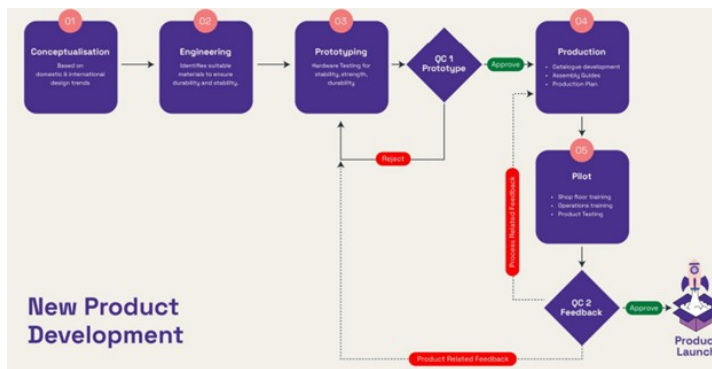 01
Conceptualisation
Based on
domestic & international
design trends
02
Engineering
Identifies suitable
materials to ensure
durability and stability.
03
Prototyping
Hardware Testing for
stability, strength,
durability
QC 1
Prototype
Approve
04
Production
• Catalogue development
• Assembly Guides
• Production Plan
Reject
05
Pilot
• Shop floor training
• Operations training
• Product Testing
Process Related Feedback
QC 2
Feedback
Approve
Product
Launch
Product Related Feedback
New Product
Development